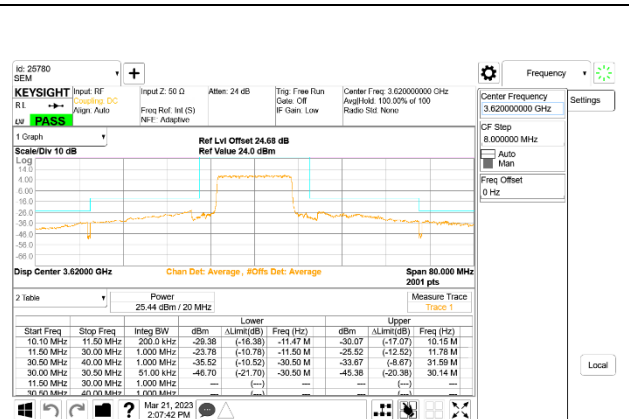 id: 25780
SEM
Frequency
KEYSIGHT
RL
PASS
Input: RF
Coupling: DC
Align: Auto
Input Z: 50 Ω
Freq Ref: Int (S)
NFE: Adaptive
Atten: 24 dB
Trig: Free Run
Gate: Off
IF Gain: Low
Center Freq: 3.620000000 GHz
Avg|Hold: 100.00% of 100
Radio Std: None
Center Frequency
3.620000000 GHz
Settings
CF Step
8.000000 MHz
Auto
Man
Freq Offset
0 Hz
1 Graph
Scale/Div 10 dB
Ref Lvl Offset 24.68 dB
Ref Value 24.0 dBm
Log
14.0
4.00
-6.00
-16.0
-26.0
-36.0
-46.0
-56.0
-66.0
Disp Center 3.62000 GHz
Chan Det: Average, #Offs Det: Average
Span 80.000 MHz
2001 pts
2 Table
Power
25.44 dBm / 20 MHz
Measure Trace
Trace 1
Lower Upper
Start Freq Stop Freq Integ BW dBm ΔLimit(dB) Freq (Hz) dBm ΔLimit(dB) Freq (Hz)
10.10 MHz 11.50 MHz 200.0 kHz -29.38 (-16.38) -11.47 M -30.07 (-17.07) 10.15 M
11.50 MHz 30.00 MHz 1.000 MHz -23.78 (-10.78) -11.50 M -25.52 (-12.52) 11.78 M
30.50 MHz 40.00 MHz 1.000 MHz -35.52 (-10.52) -30.50 M -33.67 (-8.67) 31.59 M
30.00 MHz 30.50 MHz 51.00 kHz -46.70 (-21.70) -30.50 M -45.38 (-20.38) 30.14 M
11.50 MHz 30.00 MHz 1.000 MHz --- (---) --- --- (---) ---
30.50 MHz 40.00 MHz 1.000 MHz --- (---) --- --- (---) ---
Local
Mar 21, 2023
2:07:42 PM